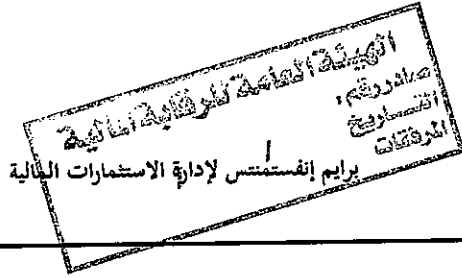 الهيئة العامة للرقابة المالية
صادر رقم:
التاريخ
المرفقات
برايم إنفستمنتس لإدارة الاستثمارات المالية